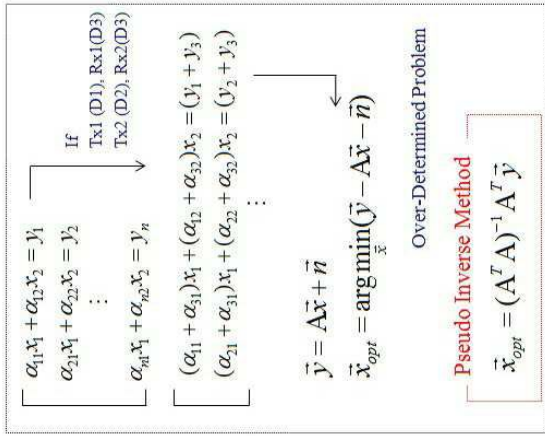 α₁₁x₁ + α₁₂x₂ = y₁
α₂₁x₁ + α₂₂x₂ = y₂
⋮
αₙ₁x₁ + αₙ₂x₂ = yₙ
If
Tx1 (D1), Rx1(D3)
Tx2 (D2), Rx2(D3)
(α₁₁ + α₃₁)x₁ + (α₁₂ + α₃₂)x₂ = (y₁ + y₃)
(α₂₁ + α₃₁)x₁ + (α₂₂ + α₃₂)x₂ = (y₂ + y₃)
⋮
y⃗ = Ax⃗ + n⃗
x⃗ₒₚₜ = arg min(y⃗ − Ax⃗ − n⃗)
x⃗
Over-Determined Problem
Pseudo Inverse Method
x⃗ₒₚₜ = (AᵀA)⁻¹Aᵀy⃗